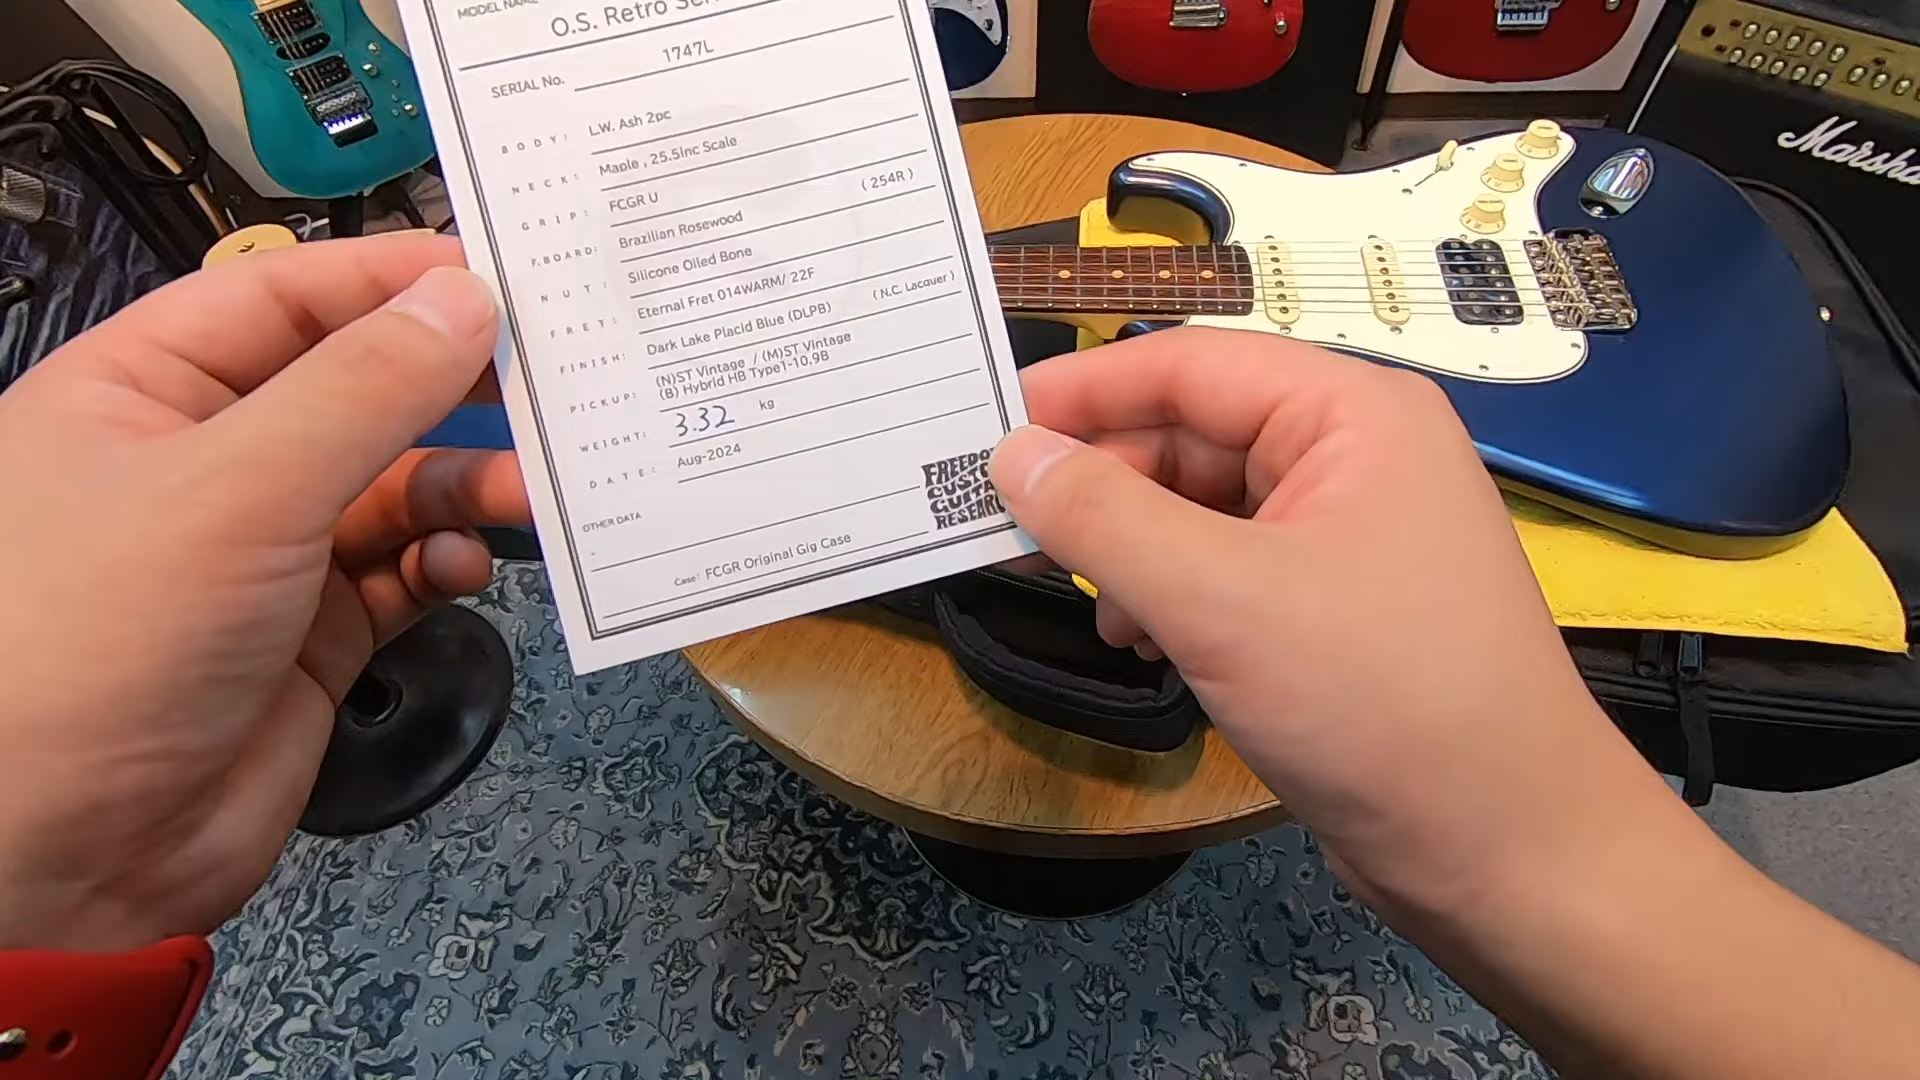 MODEL NAME
O.S. Retro
SERIAL No. 1747L
BODY: L.W. Ash 2pc
NECK: Maple , 25.5inc Scale
GRIP: FCGR U
F.BOARD: Brazilian Rosewood (254R)
NUT: Silicone Oiled Bone
FRET: Eternal Fret 014WARM/ 22F
FINISH: Dark Lake Placid Blue (DLPB) (N.C. Lacquer)
PICKUP: (N)ST Vintage / (M)ST Vintage
(B) Hybrid HB Type1-10.9B
WEIGHT: 3.32 kg
DATE: Aug-2024
OTHER DATA
-
Case: FCGR Original Gig Case